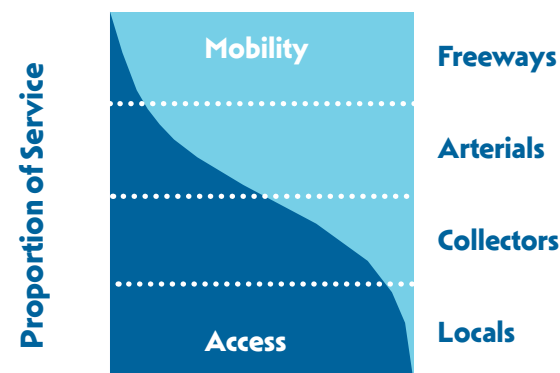 Proportion of Service
Mobility
Freeways
Arterials
Collectors
Access
Locals